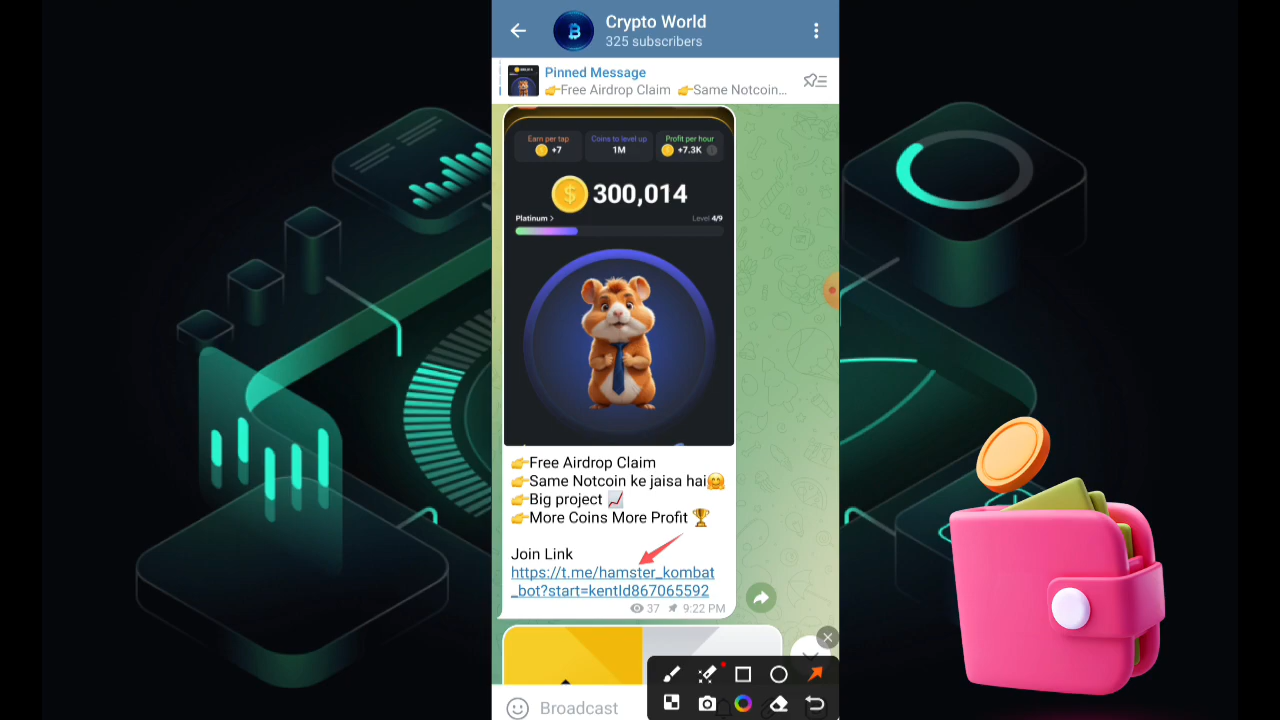 Crypto World
325 subscribers
Pinned Message
👉Free Airdrop Claim 👉Same Notcoin...
Earn per tap
+7
Coins to level up
1M
Profit per hour
+7.3K
300,014
Platinum >
Level 4/9
👉Free Airdrop Claim
👉Same Notcoin ke jaisa hai🤗
👉Big project 📈
👉More Coins More Profit 🏆
Join Link
https://t.me/hamster_kombat
_bot?start=kentId867065592
37 9:22 PM
Broadcast